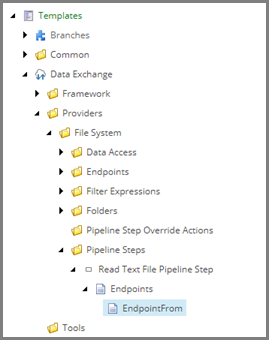 Templates
Branches
Common
Data Exchange
Framework
Providers
File System
Data Access
Endpoints
Filter Expressions
Folders
Pipeline Step Override Actions
Pipeline Steps
Read Text File Pipeline Step
Endpoints
EndpointFrom
Tools